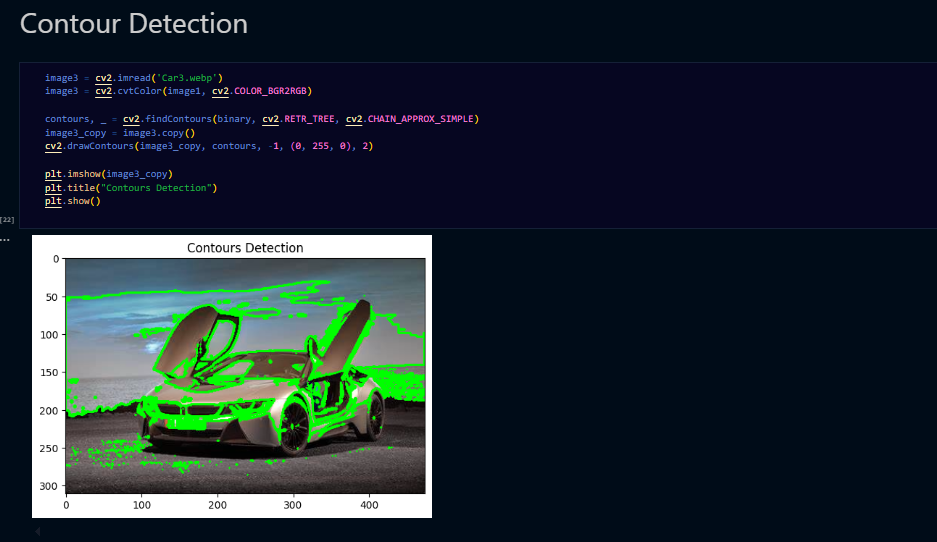 Contour Detection
image3 = cv2.imread('Car3.webp')
image3 = cv2.cvtColor(image1, cv2.COLOR_BGR2RGB)
contours, _ = cv2.findContours(binary, cv2.RETR_TREE, cv2.CHAIN_APPROX_SIMPLE)
image3_copy = image3.copy()
cv2.drawContours(image3_copy, contours, -1, (0, 255, 0), 2)
plt.imshow(image3_copy)
plt.title("Contours Detection")
plt.show()
[22]
...
Contours Detection
0
50
100
150
200
250
300
0 100 200 300 400